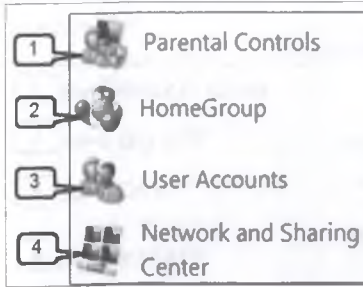 1 Parental Controls
2 HomeGroup
3 User Accounts
4 Network and Sharing
Center